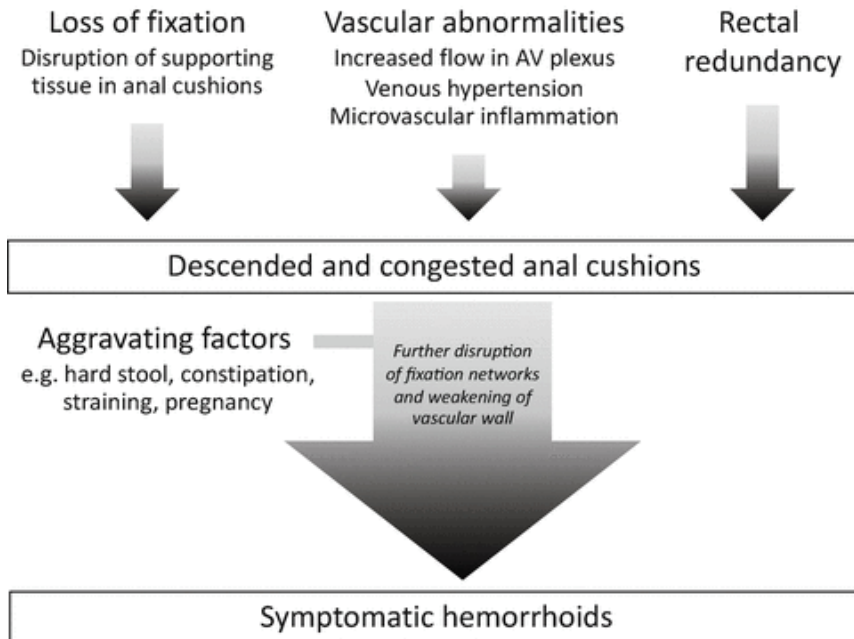 Loss of fixation
Disruption of supporting
tissue in anal cushions
Vascular abnormalities
Increased flow in AV plexus
Venous hypertension
Microvascular inflammation
Rectal
redundancy
Descended and congested anal cushions
Aggravating factors
e.g. hard stool, constipation,
straining, pregnancy
Further disruption
of fixation networks
and weakening of
vascular wall
Symptomatic hemorrhoids